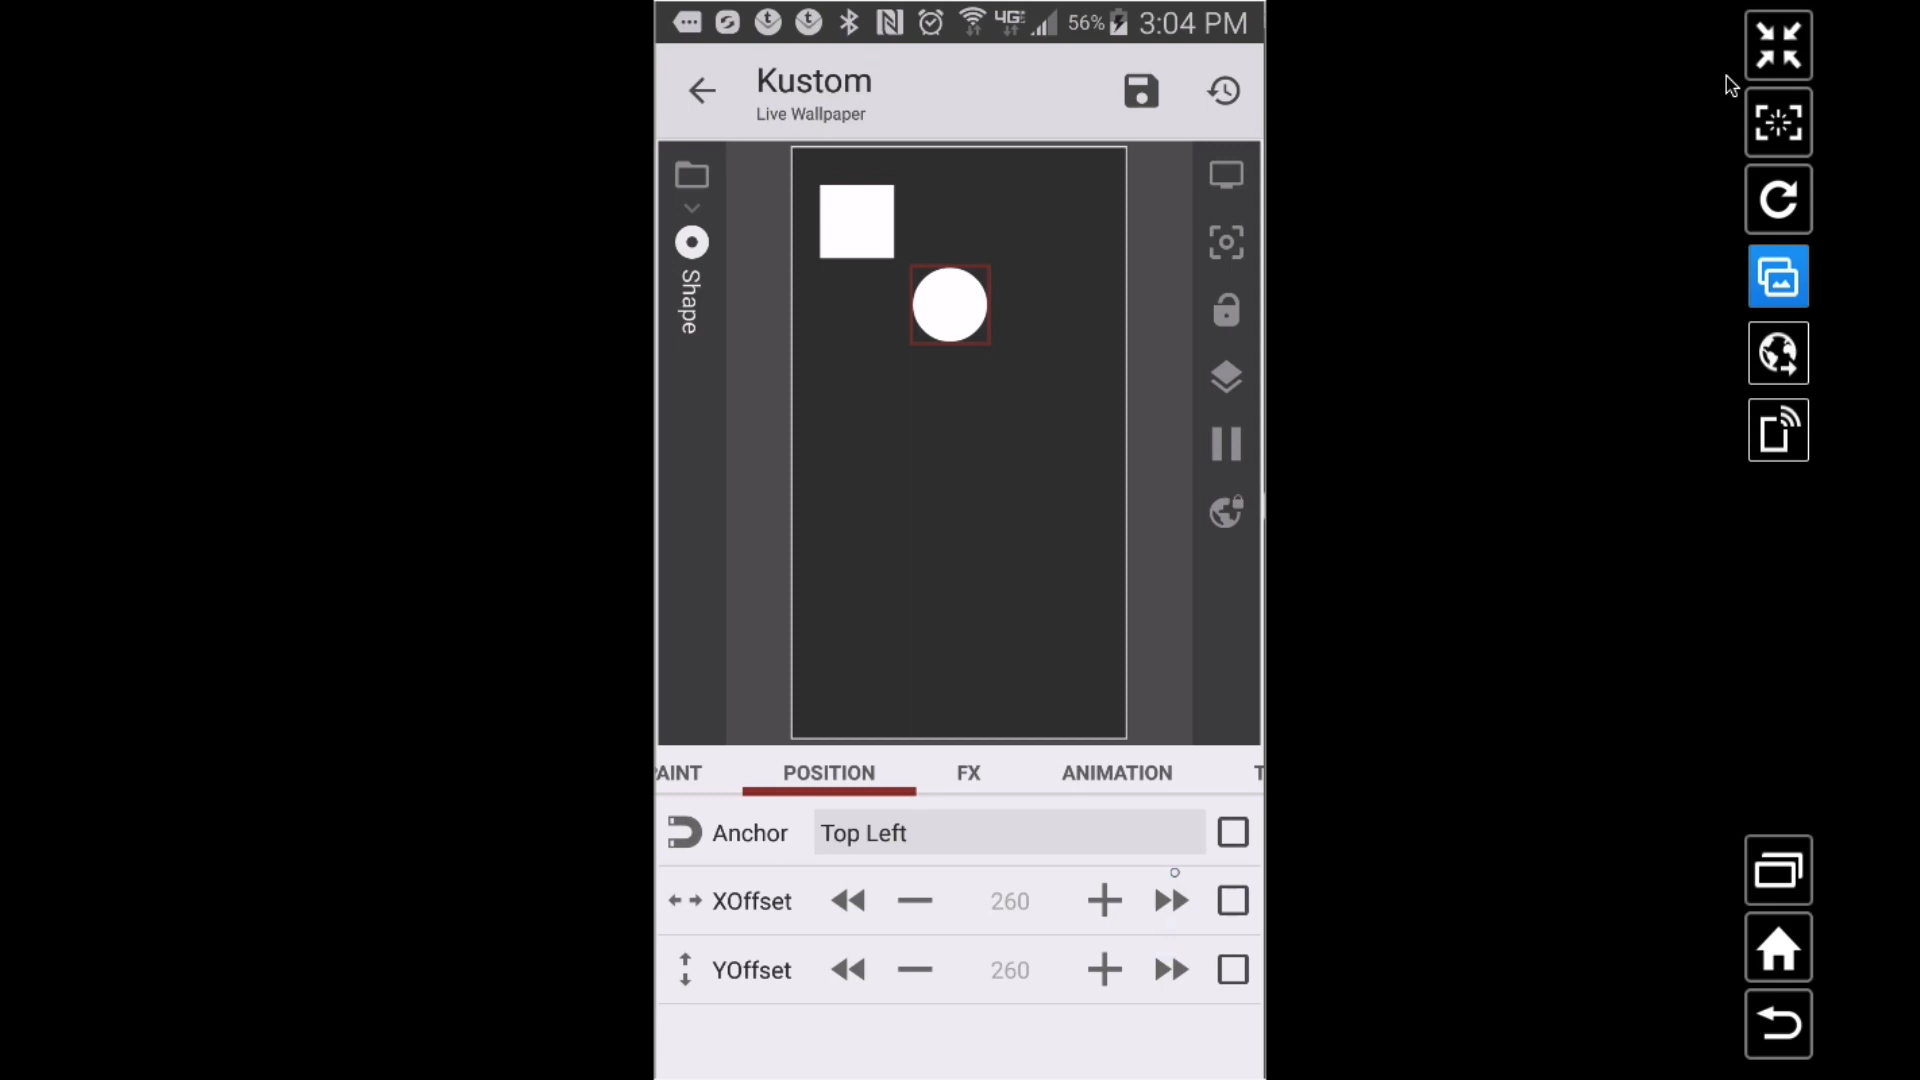 4G 56% 3:04 PM
Kustom
Live Wallpaper
Shape
AINT POSITION FX ANIMATION T
Anchor Top Left
XOffset 260
YOffset 260